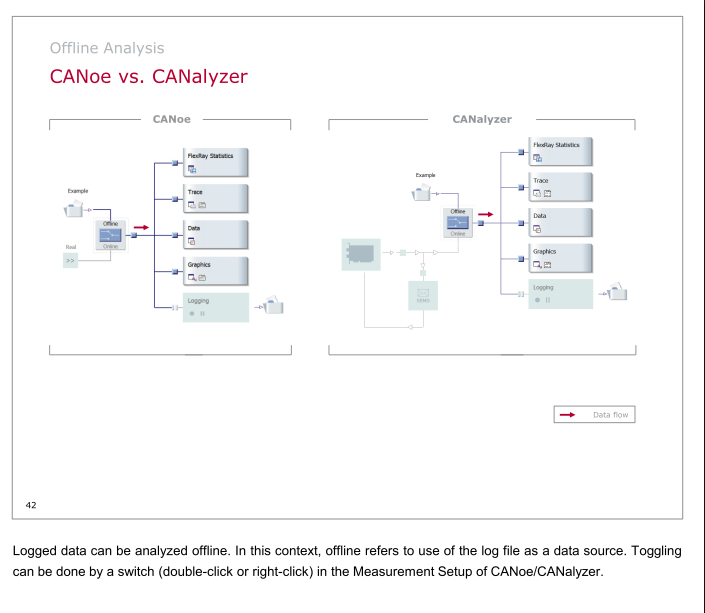 Offline Analysis
CANoe vs. CANalyzer
CANoe
FlexRay Statistics
Example
Trace
Offline
Online
Data
Real
>>
Graphics
Logging
CANalyzer
FlexRay Statistics
Example
Trace
Offline
Online
Data
Graphics
SEND
Logging
Data flow
42
Logged data can be analyzed offline. In this context, offline refers to use of the log file as a data source. Toggling
can be done by a switch (double-click or right-click) in the Measurement Setup of CANoe/CANalyzer.